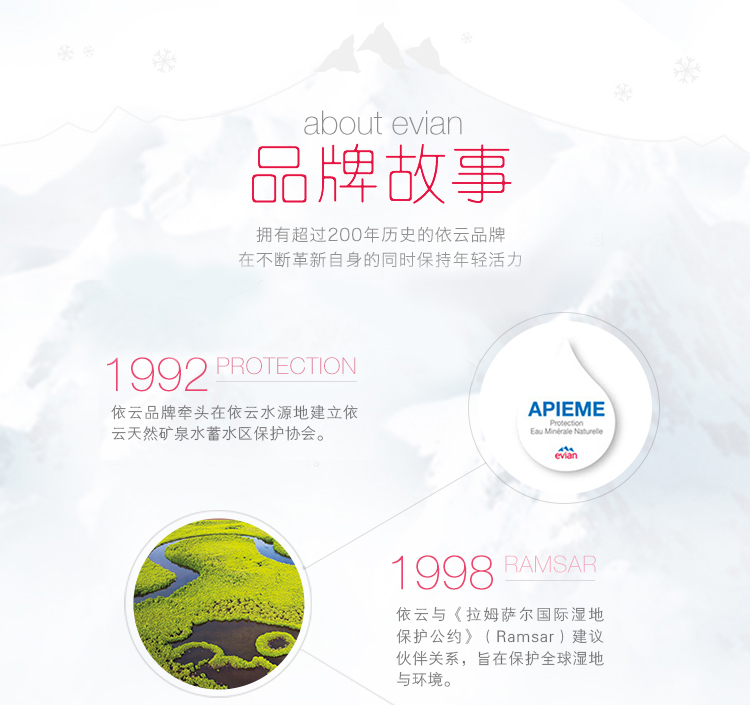 about evian
品牌故事
拥有超过200年历史的依云品牌
在不断革新自身的同时保持年轻活力
1992 PROTECTION
依云品牌牵头在依云水源地建立依
云天然矿泉水蓄水区保护协会。
APIEME
Protection
Eau Minérale Naturelle
evian
1998 RAMSAR
依云与《拉姆萨尔国际湿地
保护公约》（Ramsar）建议
伙伴关系，旨在保护全球湿地
与环境。